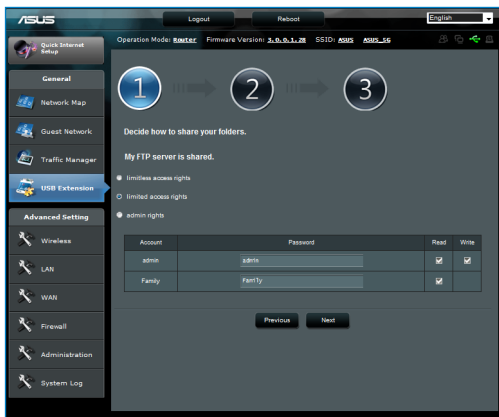 ASUS
Logout
Reboot
English
Quick Internet
Setup
Operation Mode: Router Firmware Version: 3.0.0.1.28 SSID: ASUS ASUS_5G
General
Network Map
Guest Network
Traffic Manager
USB Extension
Advanced Setting
Wireless
LAN
WAN
Firewall
Administration
System Log
1
2
3
Decide how to share your folders.
My FTP server is shared.
limitless access rights
limited access rights
admin rights
Account Password Read Write
admin admin
Family Family
Previous Next